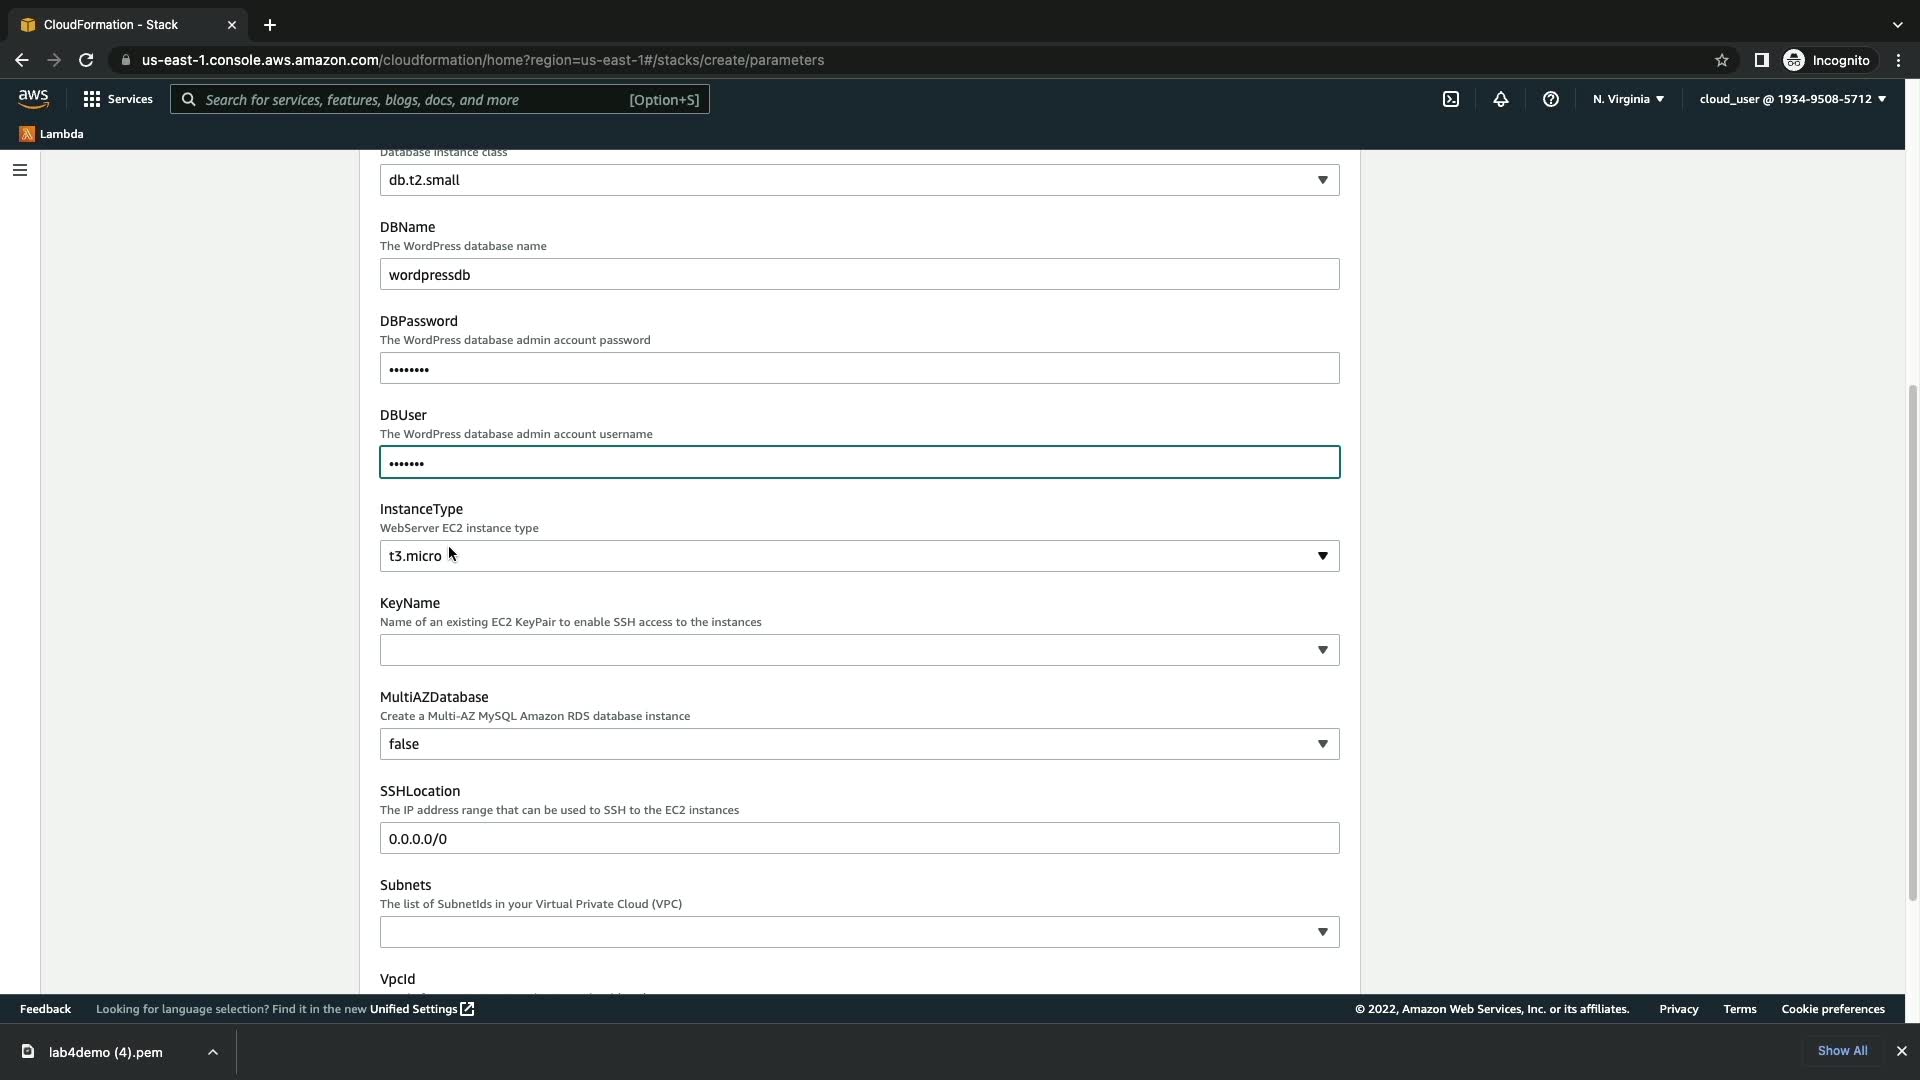 CloudFormation - Stack
us-east-1.console.aws.amazon.com/cloudformation/home?region=us-east-1#/stacks/create/parameters
Incognito
aws
Services
Search for services, features, blogs, docs, and more
[Option+S]
N. Virginia
cloud_user @ 1934-9508-5712
Lambda
Database instance class
db.t2.small
DBName
The WordPress database name
wordpressdb
DBPassword
The WordPress database admin account password
••••••••
DBUser
The WordPress database admin account username
•••••••
InstanceType
WebServer EC2 instance type
t3.micro
KeyName
Name of an existing EC2 KeyPair to enable SSH access to the instances
MultiAZDatabase
Create a Multi-AZ MySQL Amazon RDS database instance
false
SSHLocation
The IP address range that can be used to SSH to the EC2 instances
0.0.0.0/0
Subnets
The list of SubnetIds in your Virtual Private Cloud (VPC)
VpcId
Feedback
Looking for language selection? Find it in the new Unified Settings
© 2022, Amazon Web Services, Inc. or its affiliates.
Privacy
Terms
Cookie preferences
lab4demo (4).pem
Show All